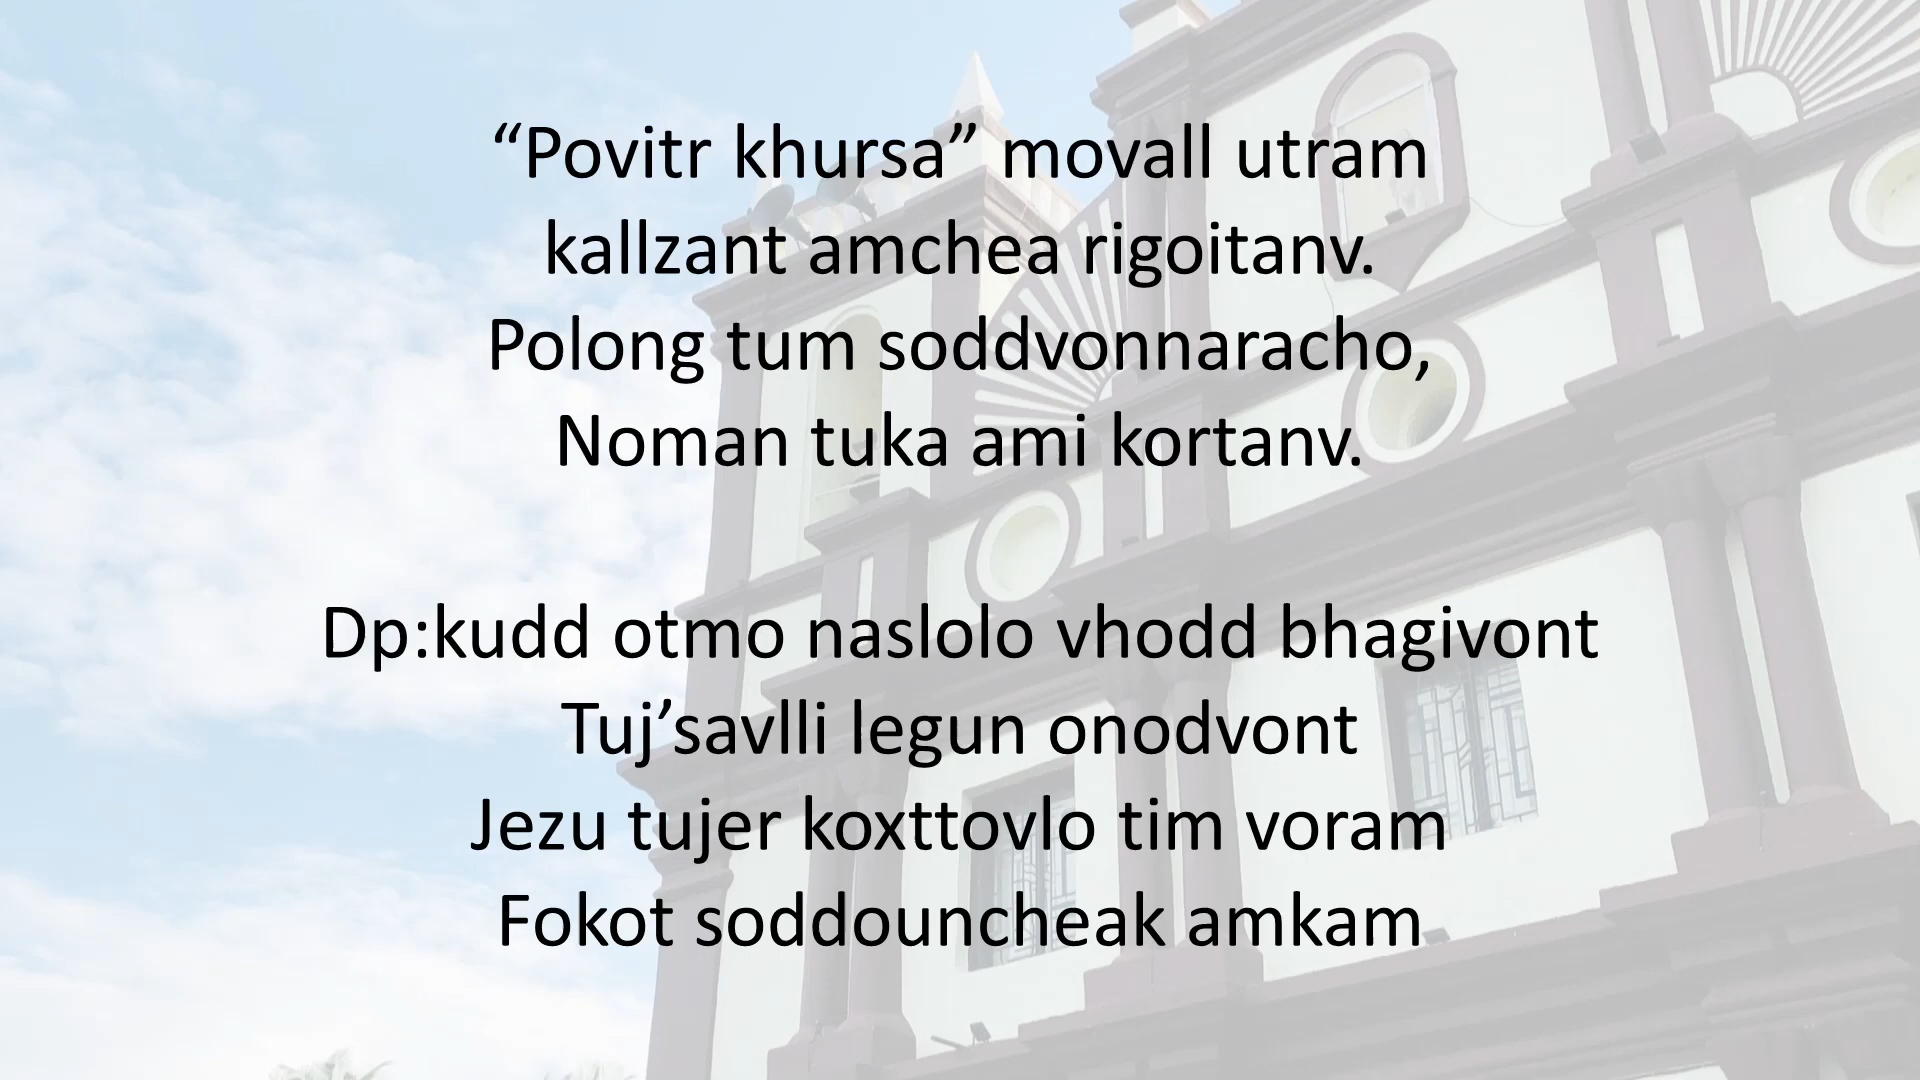 “Povitr khursa” movall utram
kallzant amchea rigoitanv.
Polong tum soddvonnaracho,
Noman tuka ami kortanv.
Dp:kudd otmo naslolo vhodd bhagivont
Tuj’savlli legun onodvont
Jezu tujer koxttovlo tim voram
Fokot soddouncheak amkam